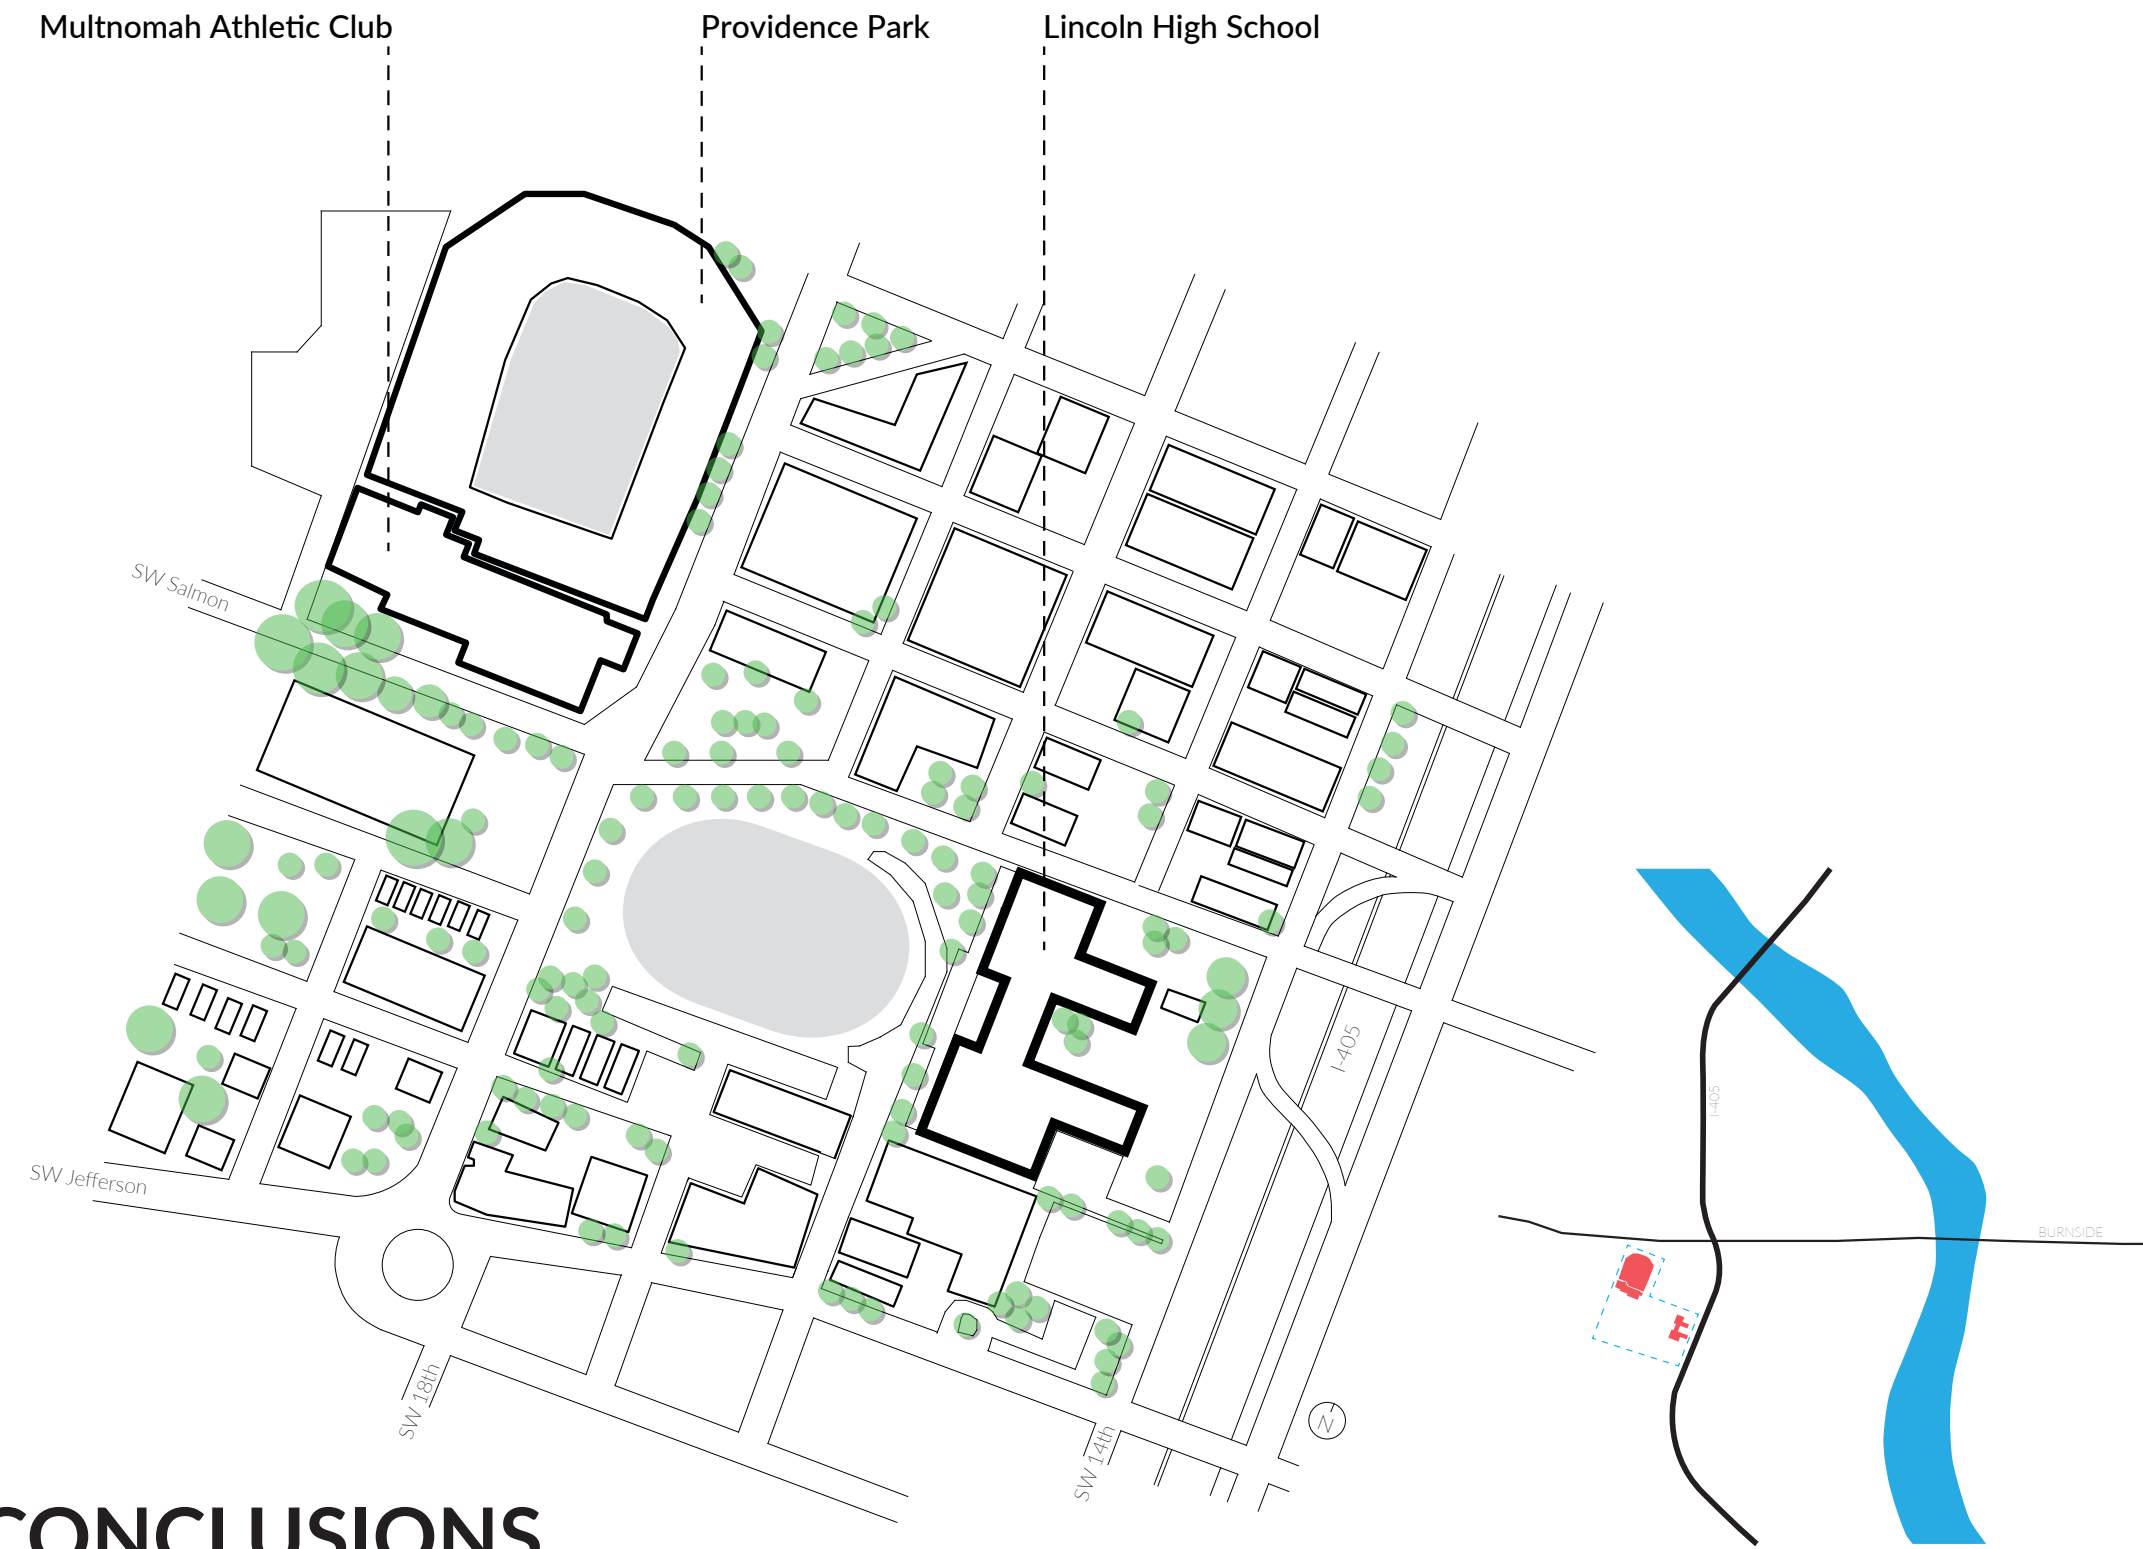 Multnomah Athletic Club
Providence Park
Lincoln High School
SW Salmon
I-405
I-405
SW Jefferson
BURNSIDE
SW 18th
SW 14th
N
CONCLUSIONS